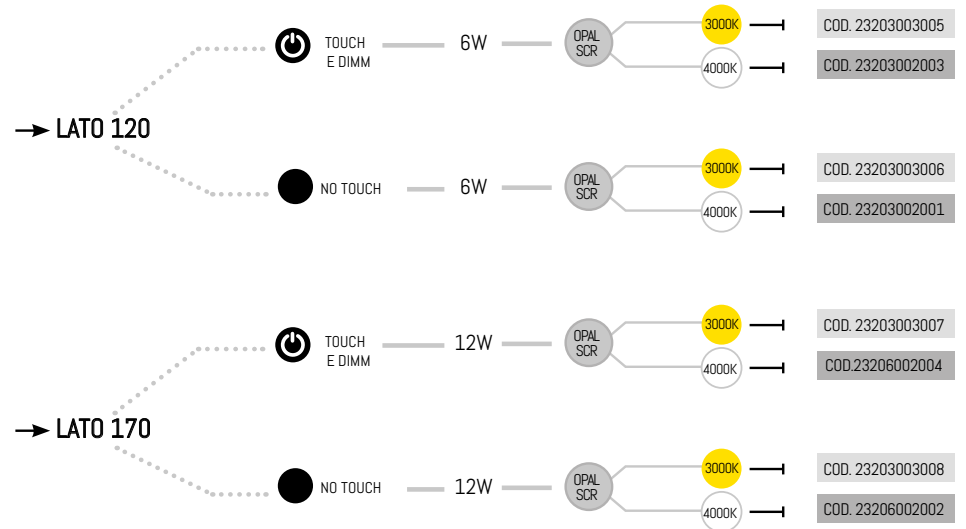 TOUCH
E DIMM
6W
OPAL
SCR
3000K
COD. 23203003005
4000K
COD. 23203002003
LATO 120
NO TOUCH
6W
OPAL
SCR
3000K
COD. 23203003006
4000K
COD. 23203002001
TOUCH
E DIMM
12W
OPAL
SCR
3000K
COD. 23203003007
4000K
COD.23206002004
LATO 170
NO TOUCH
12W
OPAL
SCR
3000K
COD. 23203003008
4000K
COD. 23206002002